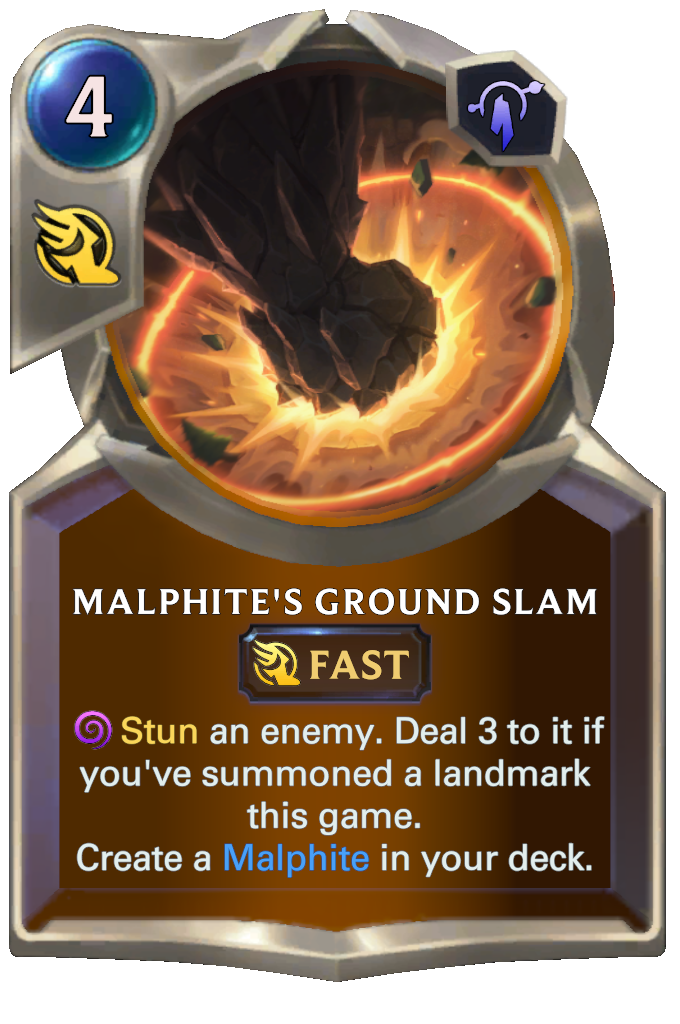 4
MALPHITE'S GROUND SLAM
FAST
Stun an enemy. Deal 3 to it if
you've summoned a landmark
this game.
Create a Malphite in your deck.